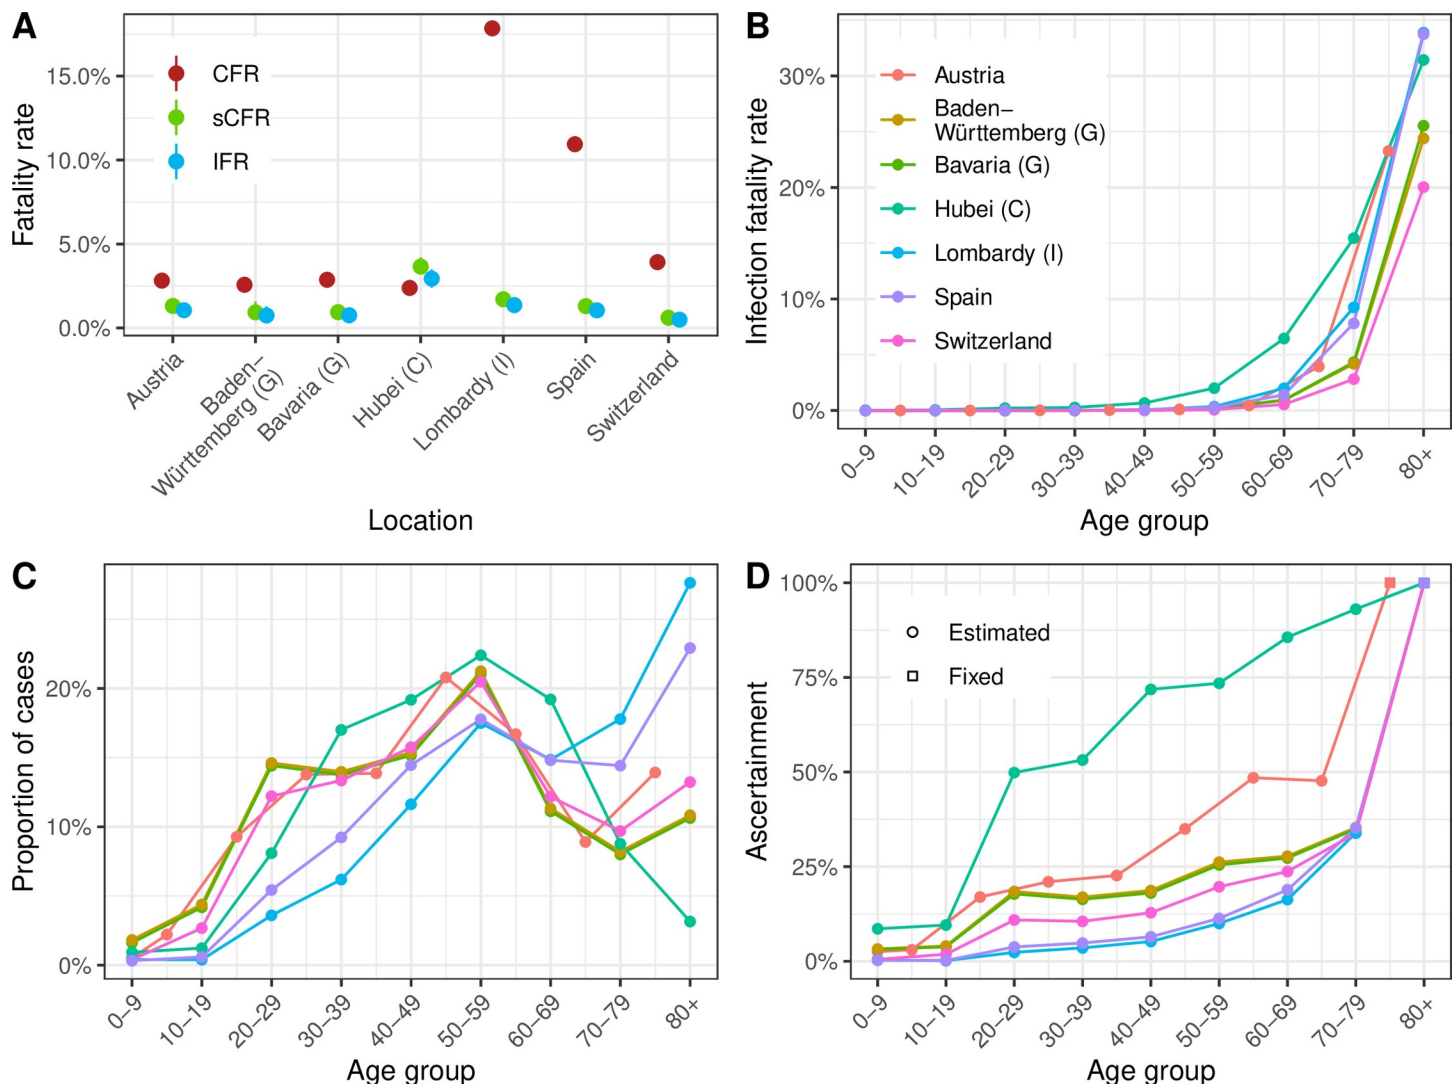 A
Fatality rate
15.0%
10.0%
5.0%
0.0%
CFR
sCFR
IFR
Austria
Baden−
Württemberg (G)
Bavaria (G)
Hubei (C)
Lombardy (I)
Spain
Switzerland
Location
B
Infection fatality rate
30%
20%
10%
0%
Austria
Baden−
Württemberg (G)
Bavaria (G)
Hubei (C)
Lombardy (I)
Spain
Switzerland
0−9
10−19
20−29
30−39
40−49
50−59
60−69
70−79
80+
Age group
C
Proportion of cases
20%
10%
0%
0−9
10−19
20−29
30−39
40−49
50−59
60−69
70−79
80+
Age group
D
Ascertainment
100%
75%
50%
25%
0%
Estimated
Fixed
0−9
10−19
20−29
30−39
40−49
50−59
60−69
70−79
80+
Age group